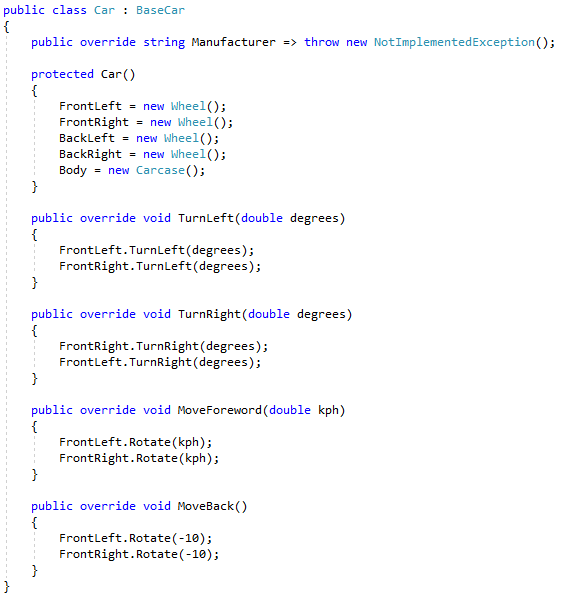 public class Car : BaseCar
{
    public override string Manufacturer => throw new NotImplementedException();

    protected Car()
    {
        FrontLeft = new Wheel();
        FrontRight = new Wheel();
        BackLeft = new Wheel();
        BackRight = new Wheel();
        Body = new Carcase();
    }

    public override void TurnLeft(double degrees)
    {
        FrontLeft.TurnLeft(degrees);
        FrontRight.TurnLeft(degrees);
    }

    public override void TurnRight(double degrees)
    {
        FrontRight.TurnRight(degrees);
        FrontLeft.TurnRight(degrees);
    }

    public override void MoveForeword(double kph)
    {
        FrontLeft.Rotate(kph);
        FrontRight.Rotate(kph);
    }

    public override void MoveBack()
    {
        FrontLeft.Rotate(-10);
        FrontRight.Rotate(-10);
    }
}